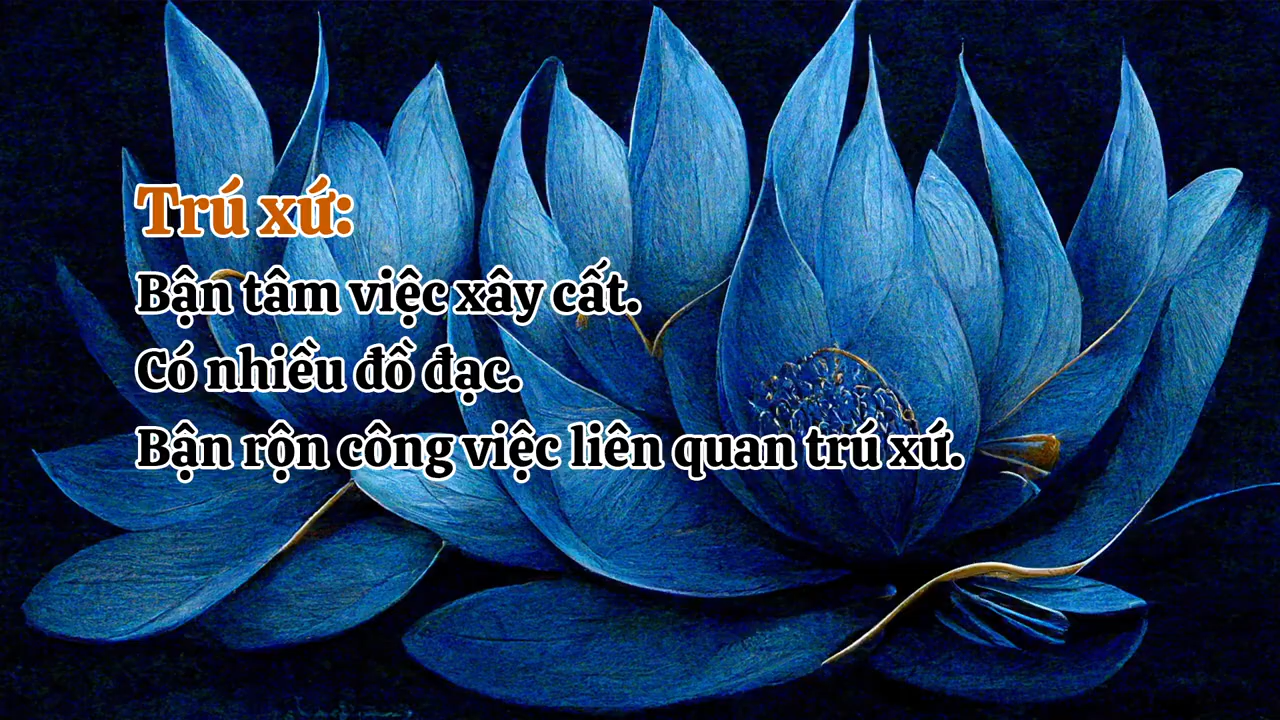 Trú xứ:
Bận tâm việc xây cất.
Có nhiều đồ đạc.
Bận rộn công việc liên quan trú xứ.